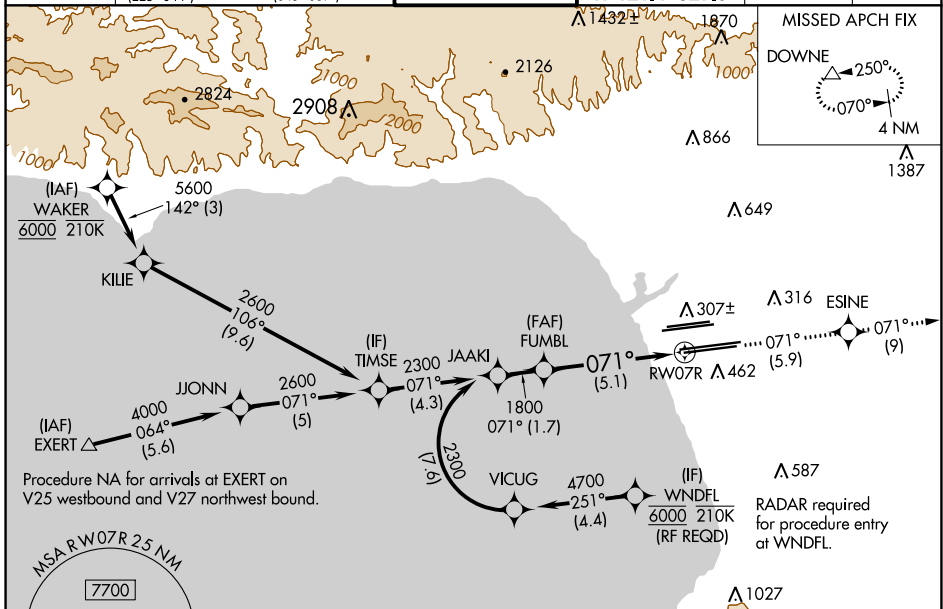 1432±
1870
MISSED APCH FIX
DOWNE
250°
070°
4 NM
1000
2126
1000
2824
2908
2000
866
1387
1000
(IAF)
WAKER
6000 210K
5600
142° (3)
649
KILIE
2600
106°
(9.6)
307±
316
ESINE
(IF)
TIMSE
2300
071°
(4.3)
JAAKI
(FAF)
FUMBL
071°
(5.1)
RW07R
462
071°
(5.9)
071°
(9)
JJONN
2600
071°
(5)
1800
071° (1.7)
4000
064°
(5.6)
(IAF)
EXERT
2300
(7.6)
Procedure NA for arrivals at EXERT on
V25 westbound and V27 northwest bound.
VICUG
4700
251°
(4.4)
(IF)
WNDFL
6000 210K
(RF REQD)
587
RADAR required
for procedure entry
at WNDFL.
MSA RW07R 25 NM
7700
1027